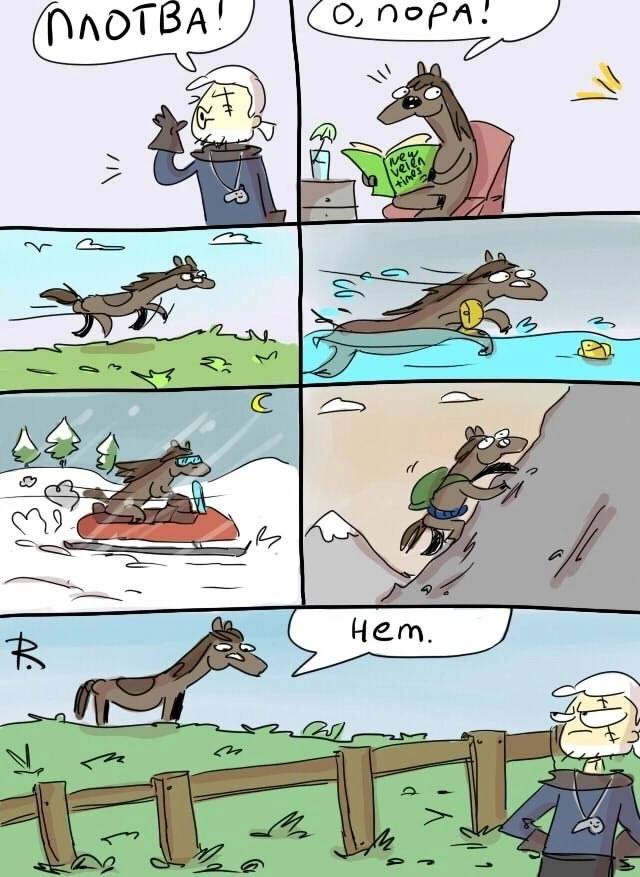 ПЛОТВА!
О, ПОРА!
New
Velen
times
R.
Нет.